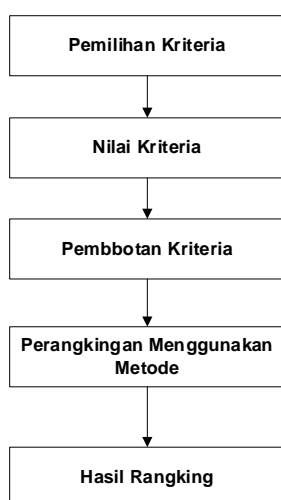 Pemilihan Kriteria
Nilai Kriteria
Pembbotan Kriteria
Perangkingan Menggunakan
Metode
Hasil Rangking